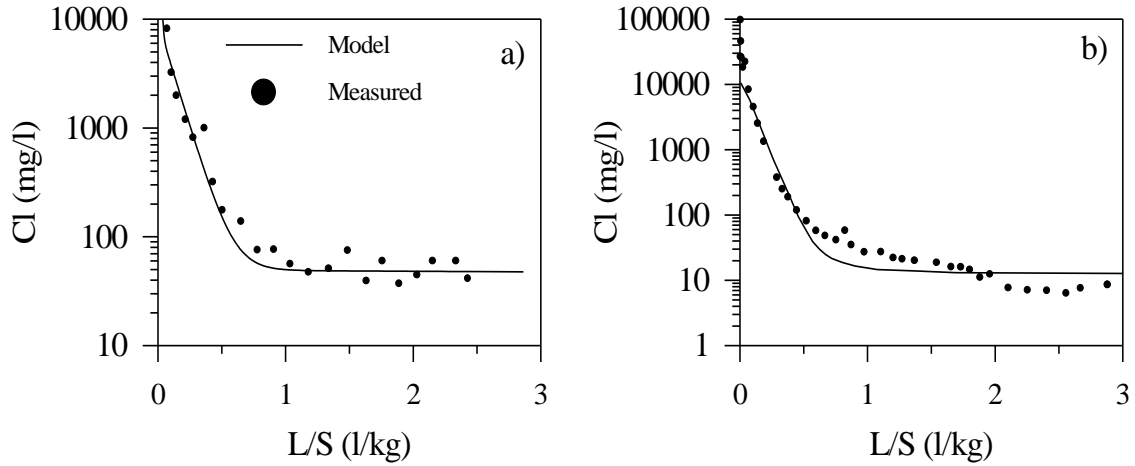 10000
1000
100
10
Cl (mg/l)
Model
Measured
a)
0 1 2 3
L/S (l/kg)
100000
10000
1000
100
10
1
Cl (mg/l)
b)
0 1 2 3
L/S (l/kg)